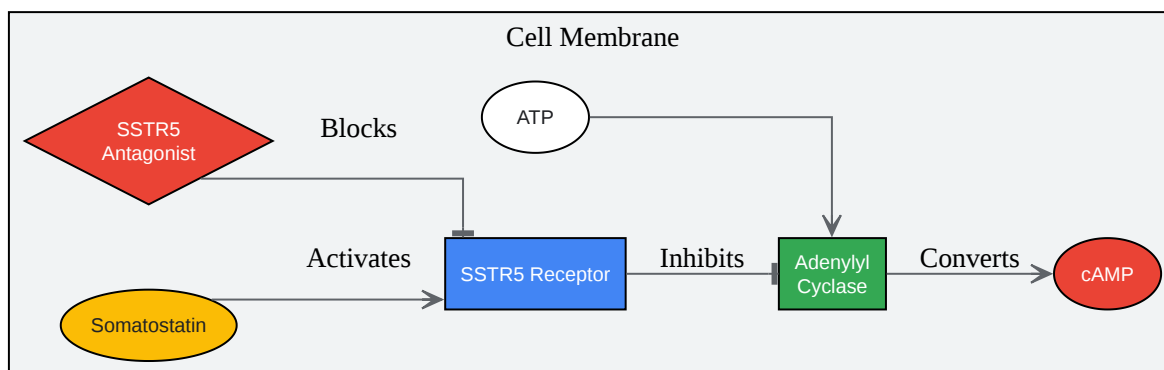 Cell Membrane
SSTR5
Antagonist
Blocks
ATP
Activates
SSTR5 Receptor
Inhibits
Adenylyl
Cyclase
Converts
cAMP
Somatostatin